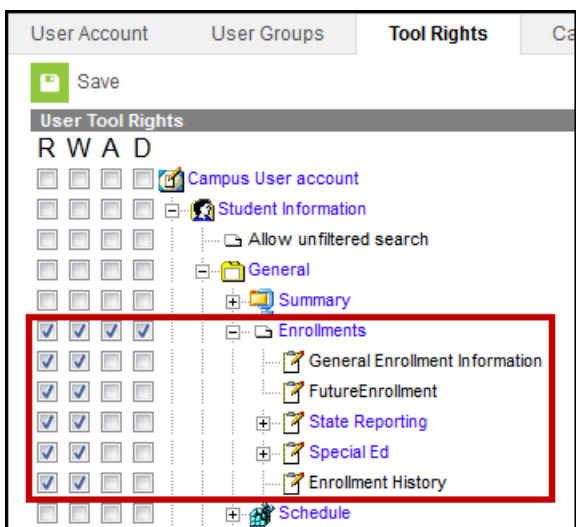 User Account User Groups Tool Rights Ca
Save
User Tool Rights
R W A D
Campus User account
Student Information
Allow unfiltered search
General
Summary
Enrollments
General Enrollment Information
FutureEnrollment
State Reporting
Special Ed
Enrollment History
Schedule